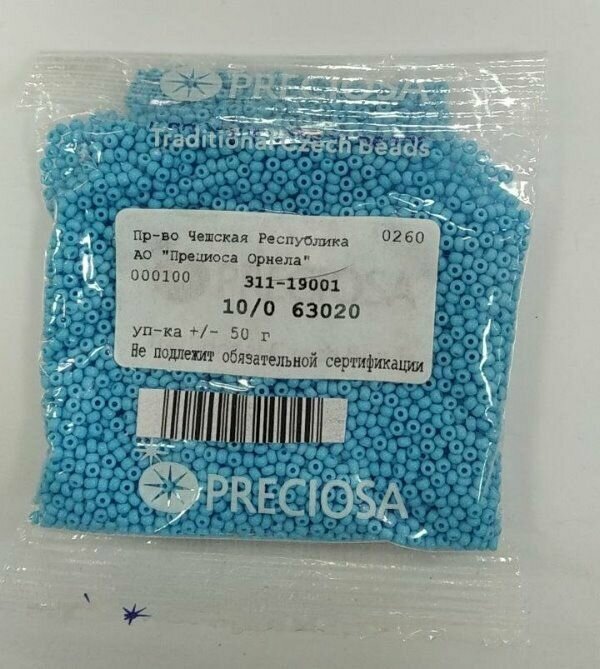 PRECIOSA
Traditional Czech Beads
Пр-во Чешская Республика 0260
АО "Прециоса Орнела"
000100 311-19001
10/0 63020
уп-ка +/- 50 г
Не подлежит обязательной сертификации
PRECIOSA